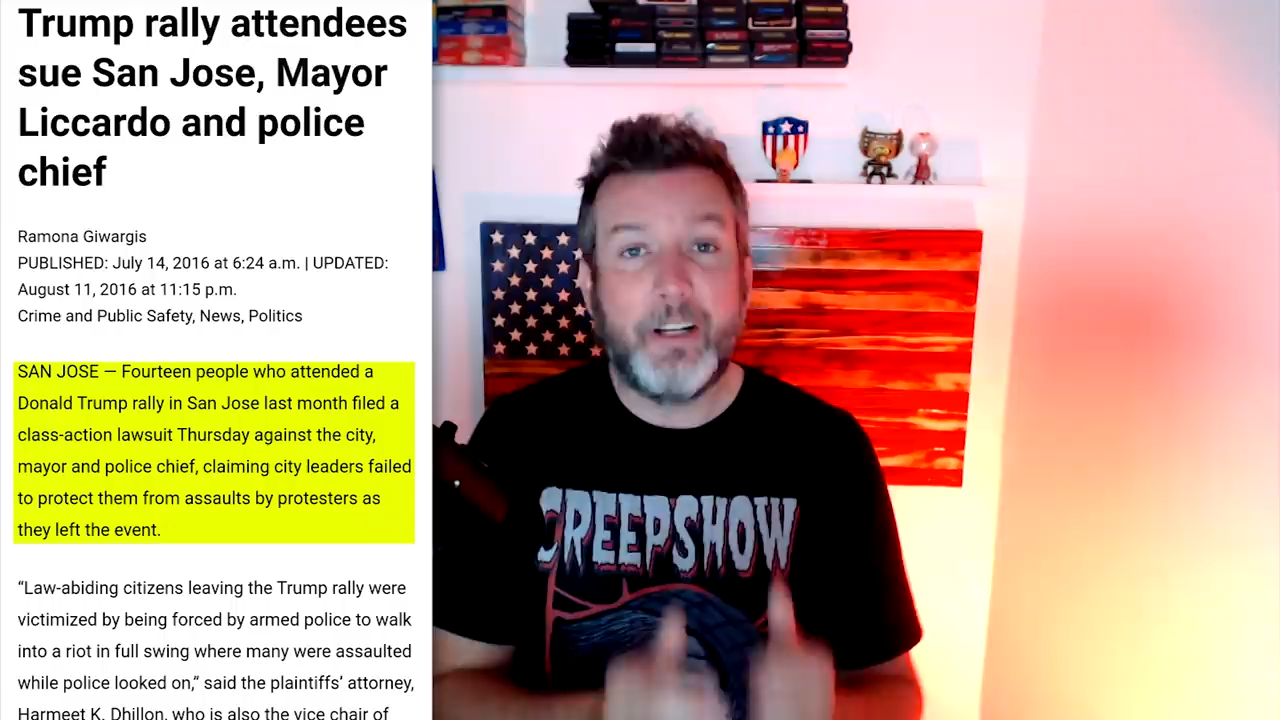 Trump rally attendees
sue San Jose, Mayor
Liccardo and police
chief
Ramona Giwargis
PUBLISHED: July 14, 2016 at 6:24 a.m. | UPDATED:
August 11, 2016 at 11:15 p.m.
Crime and Public Safety, News, Politics
SAN JOSE — Fourteen people who attended a
Donald Trump rally in San Jose last month filed a
class-action lawsuit Thursday against the city,
mayor and police chief, claiming city leaders failed
to protect them from assaults by protesters as
they left the event.
“Law-abiding citizens leaving the Trump rally were
victimized by being forced by armed police to walk
into a riot in full swing where many were assaulted
while police looked on,” said the plaintiffs’ attorney,
Harmeet K. Dhillon, who is also the vice chair of
CREEPSHOW